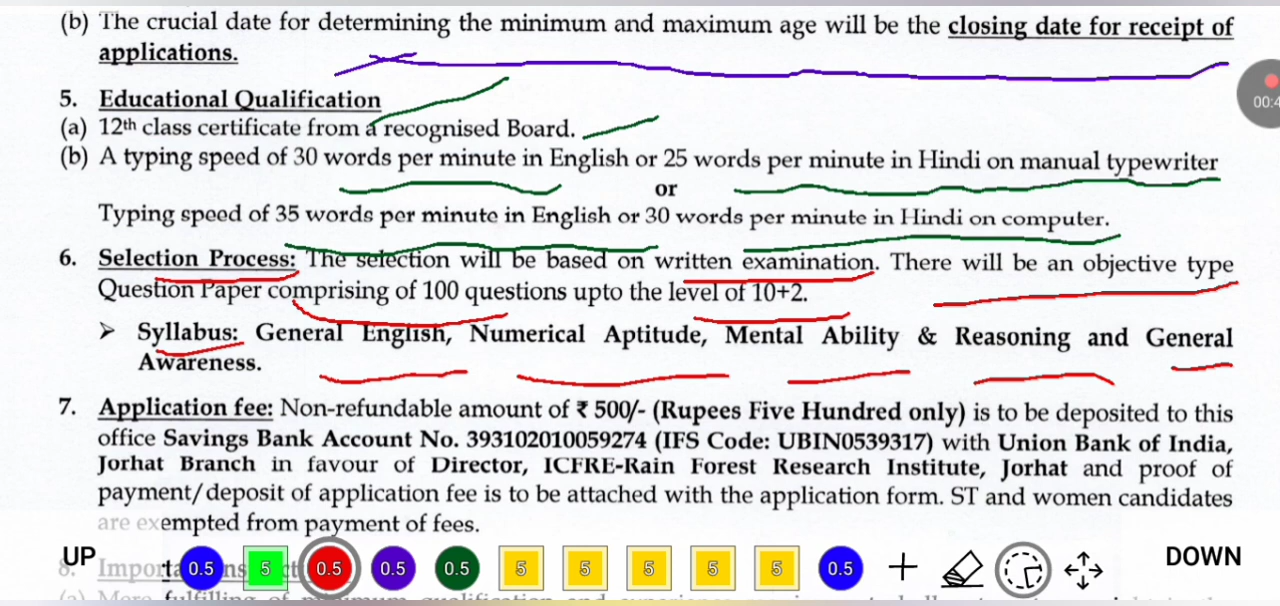 (b) The crucial date for determining the minimum and maximum age will be the closing date for receipt of
applications.
00:4
5. Educational Qualification
(a) 12th class certificate from a recognised Board.
(b) A typing speed of 30 words per minute in English or 25 words per minute in Hindi on manual typewriter
or
Typing speed of 35 words per minute in English or 30 words per minute in Hindi on computer.
6. Selection Process: The selection will be based on written examination. There will be an objective type
Question Paper comprising of 100 questions upto the level of 10+2.
➢ Syllabus: General English, Numerical Aptitude, Mental Ability & Reasoning and General
Awareness.
7. Application fee: Non-refundable amount of ₹ 500/- (Rupees Five Hundred only) is to be deposited to this
office Savings Bank Account No. 393102010059274 (IFS Code: UBIN0539317) with Union Bank of India,
Jorhat Branch in favour of Director, ICFRE-Rain Forest Research Institute, Jorhat and proof of
payment/deposit of application fee is to be attached with the application form. ST and women candidates
are exempted from payment of fees.
UP 0.5 5 0.5 0.5 0.5 5 5 5 5 5 0.5 DOWN
8.